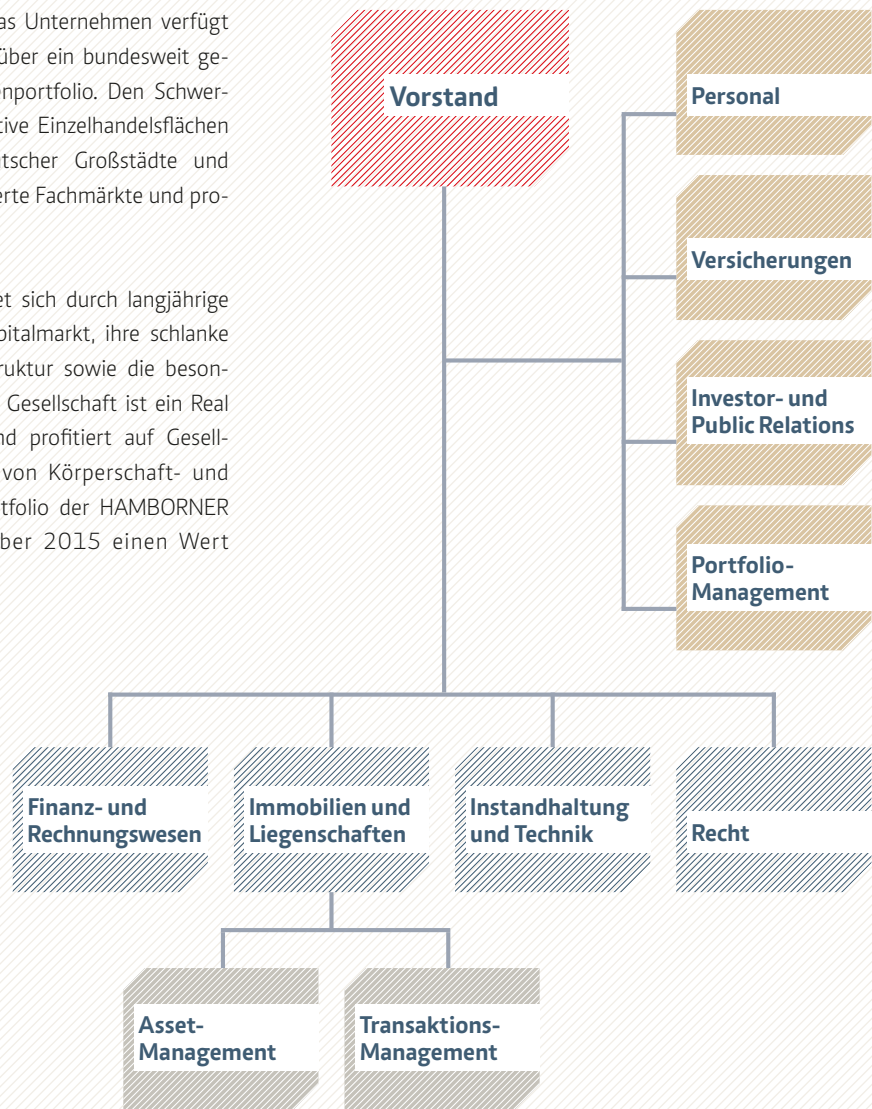 as Unternehmen verfügt
über ein bundesweit ge-
enportfolio. Den Schwer-
tive Einzelhandelsflächen
tscher Großstädte und
erte Fachmärkte und pro-
et sich durch langjährige
pitalmarkt, ihre schlanke
ruktur sowie die beson-
Gesellschaft ist ein Real
nd profitiert auf Gesell-
von Körperschaft- und
tfolio der HAMBORNER
ber 2015 einen Wert
Vorstand
Personal
Versicherungen
Investor- und
Public Relations
Portfolio-
Management
Finanz- und
Rechnungswesen
Immobilien und
Liegenschaften
Instandhaltung
und Technik
Recht
Asset-
Management
Transaktions-
Management